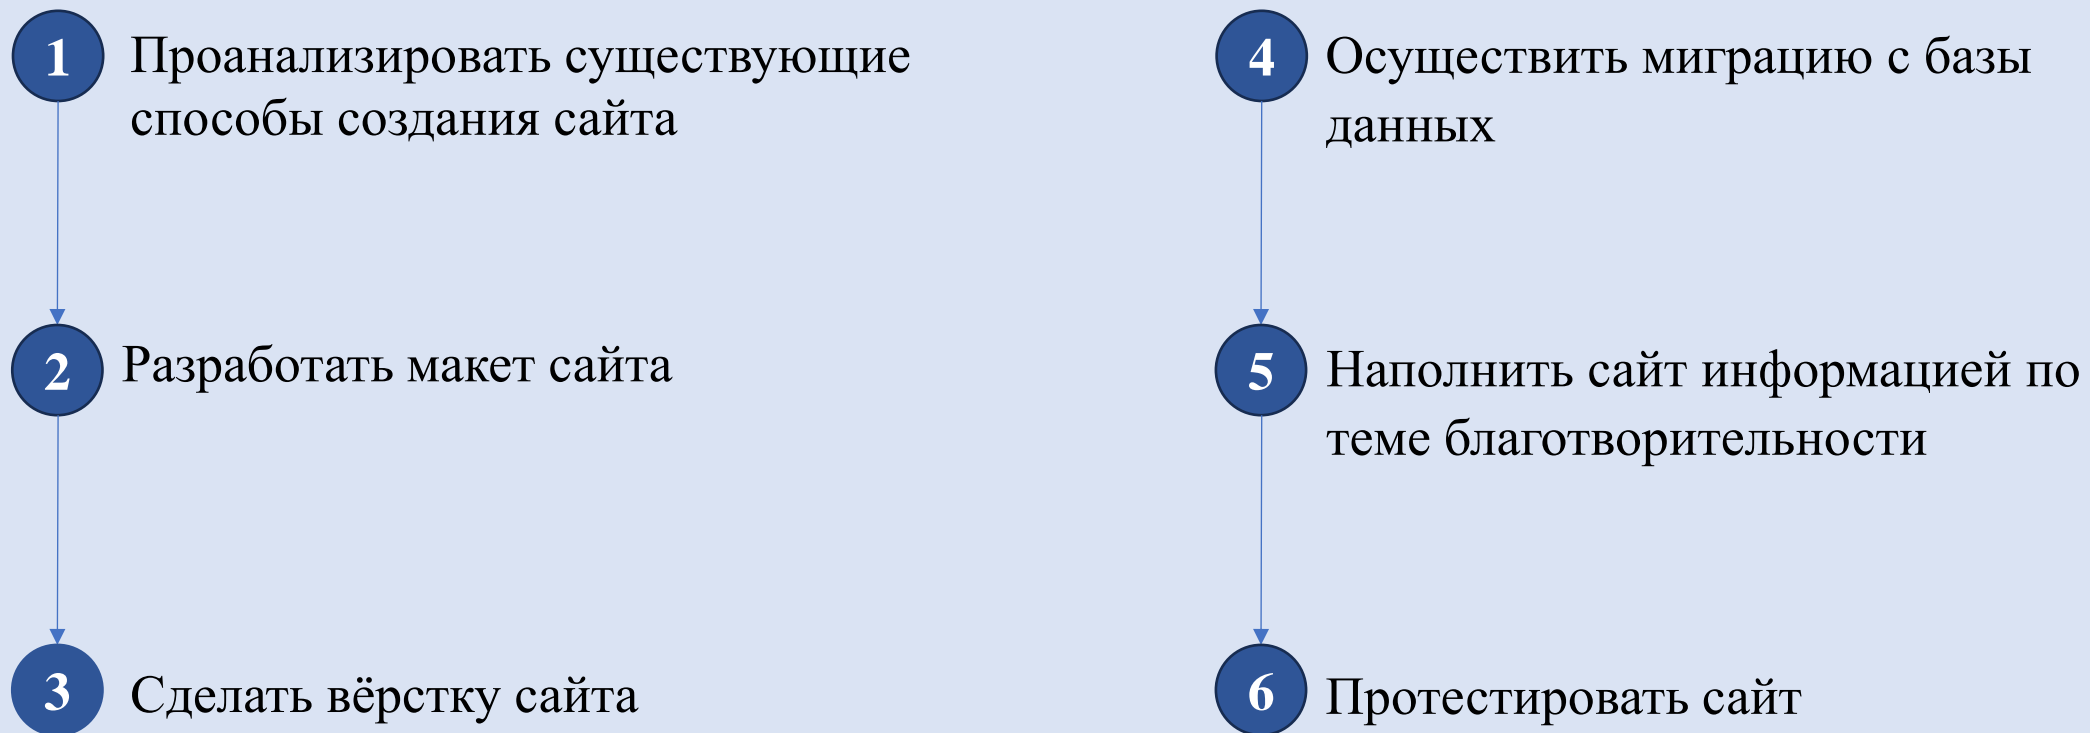 1
Проанализировать существующие
способы создания сайта
2
Разработать макет сайта
3
Сделать вёрстку сайта
4
Осуществить миграцию с базы
данных
5
Наполнить сайт информацией по
теме благотворительности
6
Протестировать сайт